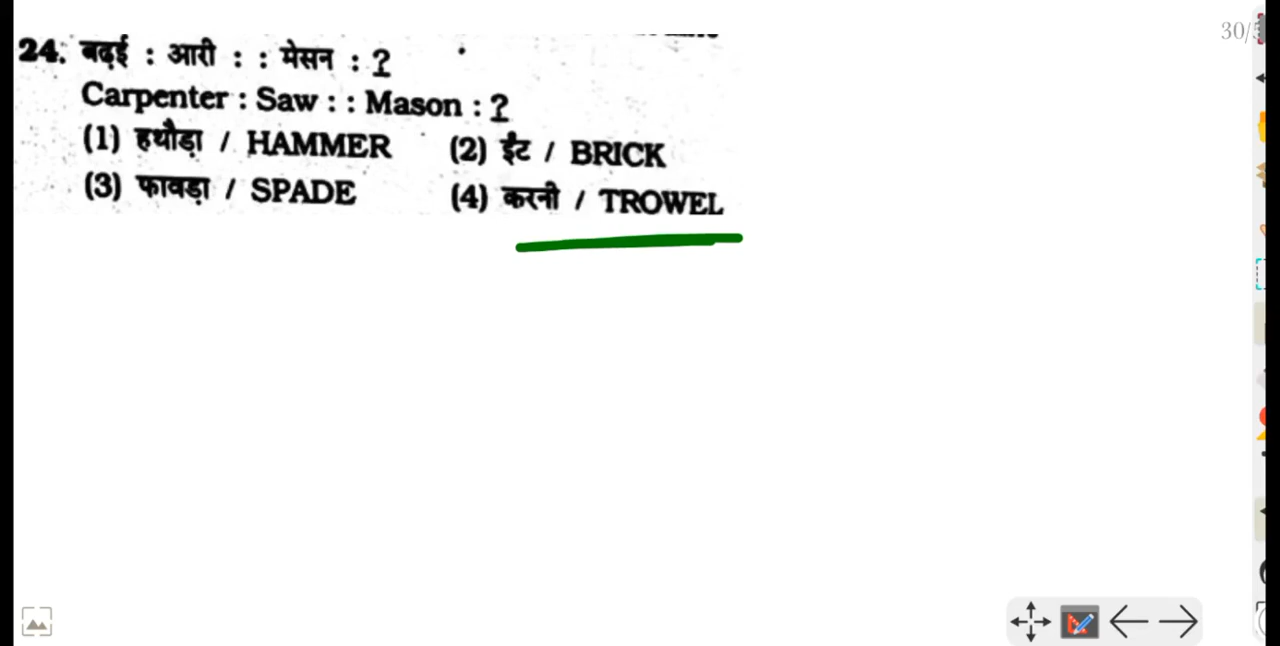 30/
24. बढ़ई : आरी : : मेसन : ?
Carpenter : Saw : : Mason : ?
(1) हथौड़ा / HAMMER (2) ईंट / BRICK
(3) फावड़ा / SPADE (4) करनी / TROWEL